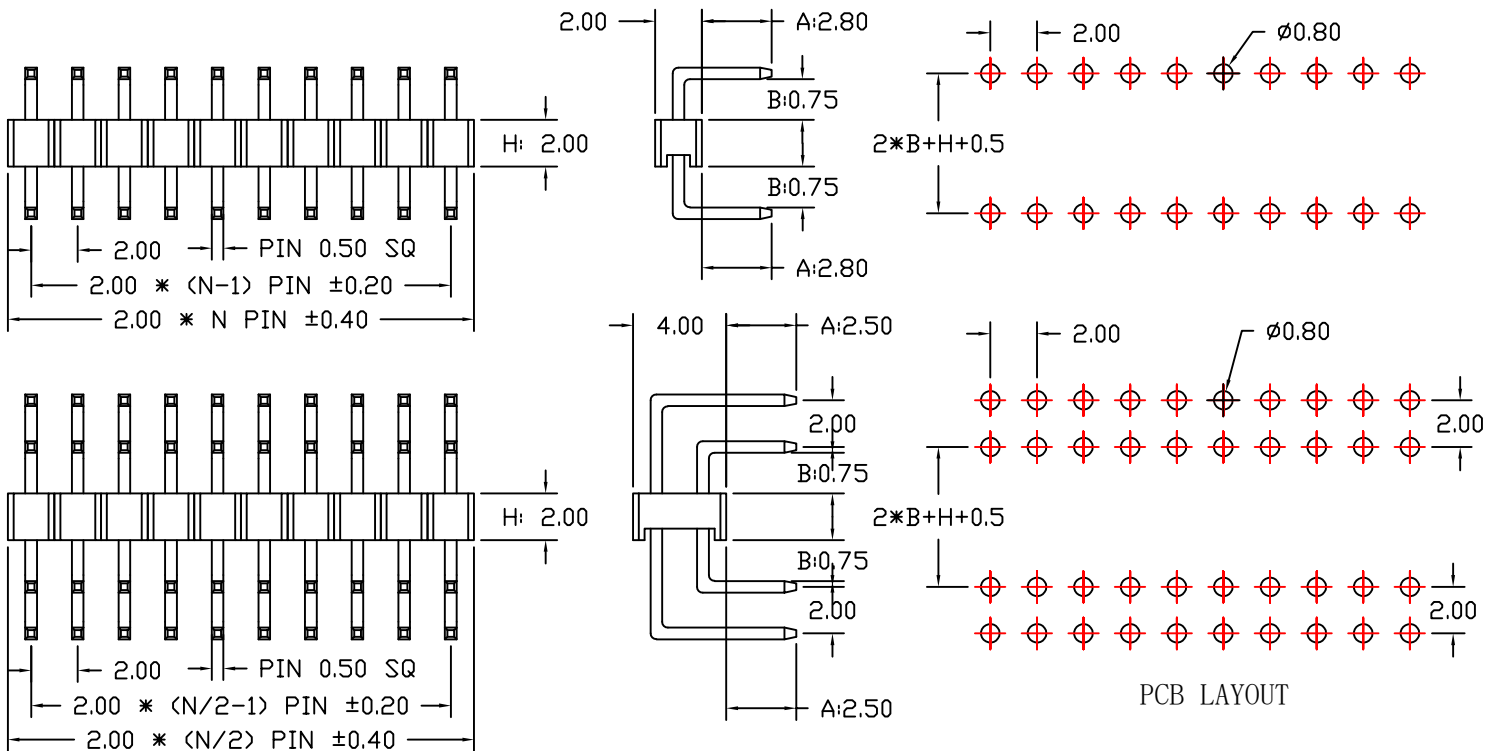 2.00
A:2.80
2.00
Ø0.80
B:0.75
H: 2.00
2*B+H+0.5
B:0.75
2.00
PIN 0.50 SQ
A:2.80
2.00 * (N-1) PIN ±0.20
2.00 * N PIN ±0.40
4.00
A:2.50
2.00
Ø0.80
2.00
2.00
B:0.75
H: 2.00
2*B+H+0.5
B:0.75
2.00
2.00
2.00
PIN 0.50 SQ
2.00 * (N/2-1) PIN ±0.20
A:2.50
PCB LAYOUT
2.00 * (N/2) PIN ±0.40